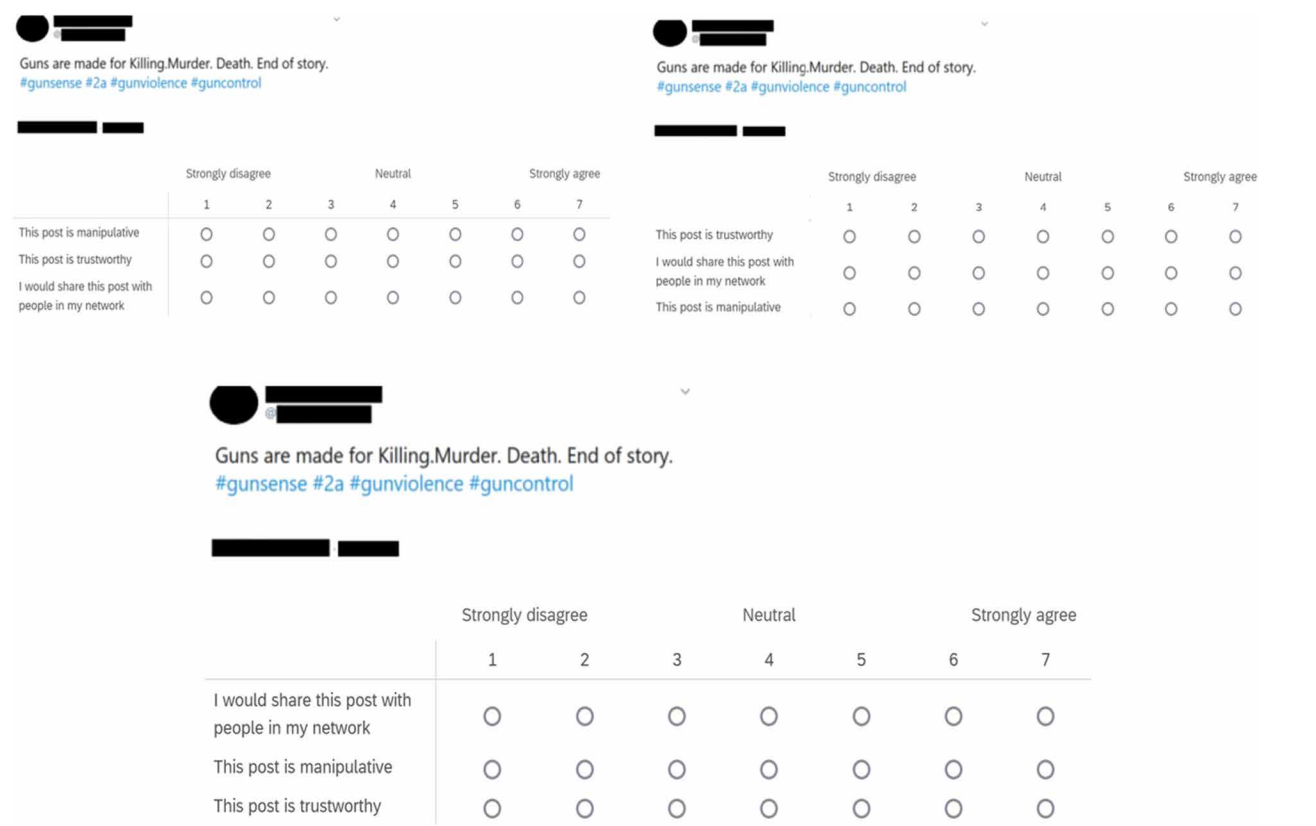 @
Guns are made for Killing.Murder. Death. End of story.
#gunsense #2a #gunviolence #guncontrol
Strongly disagree Neutral Strongly agree
1 2 3 4 5 6 7
This post is manipulative
This post is trustworthy
I would share this post with
people in my network
@
Guns are made for Killing.Murder. Death. End of story.
#gunsense #2a #gunviolence #guncontrol
Strongly disagree Neutral Strongly agree
1 2 3 4 5 6 7
This post is trustworthy
I would share this post with
people in my network
This post is manipulative
@
Guns are made for Killing.Murder. Death. End of story.
#gunsense #2a #gunviolence #guncontrol
Strongly disagree Neutral Strongly agree
1 2 3 4 5 6 7
I would share this post with
people in my network
This post is manipulative
This post is trustworthy